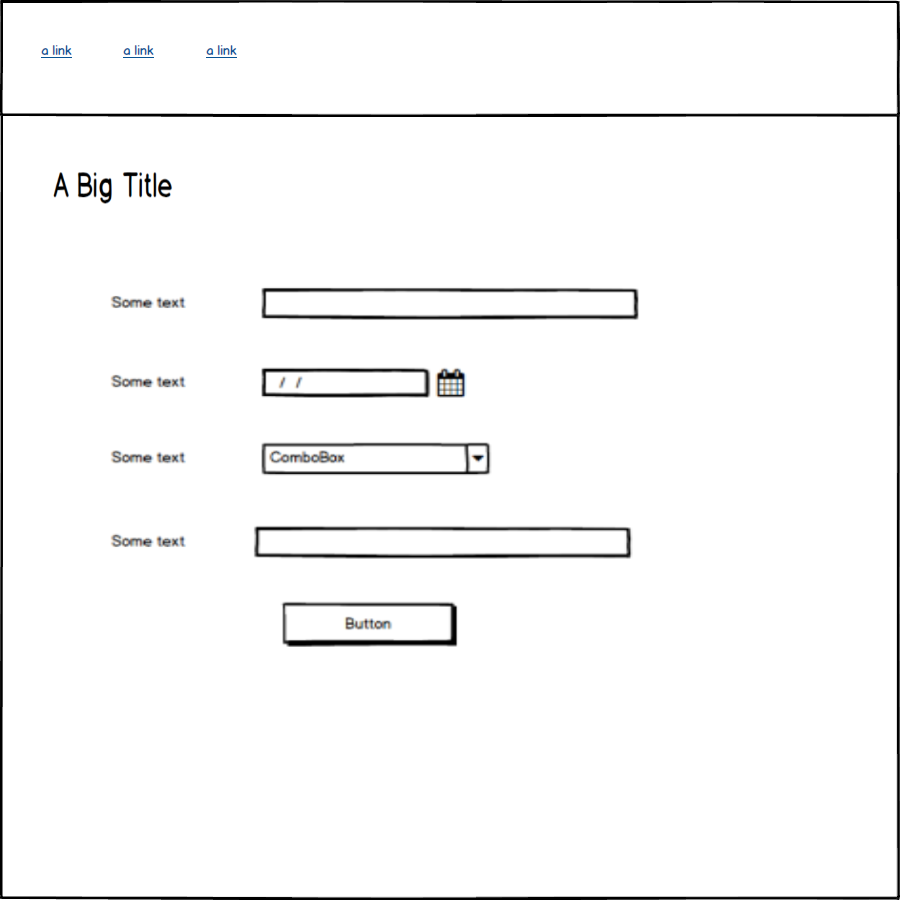 a link a link a link
A Big Title
Some text
Some text / /
Some text ComboBox
Some text
Button